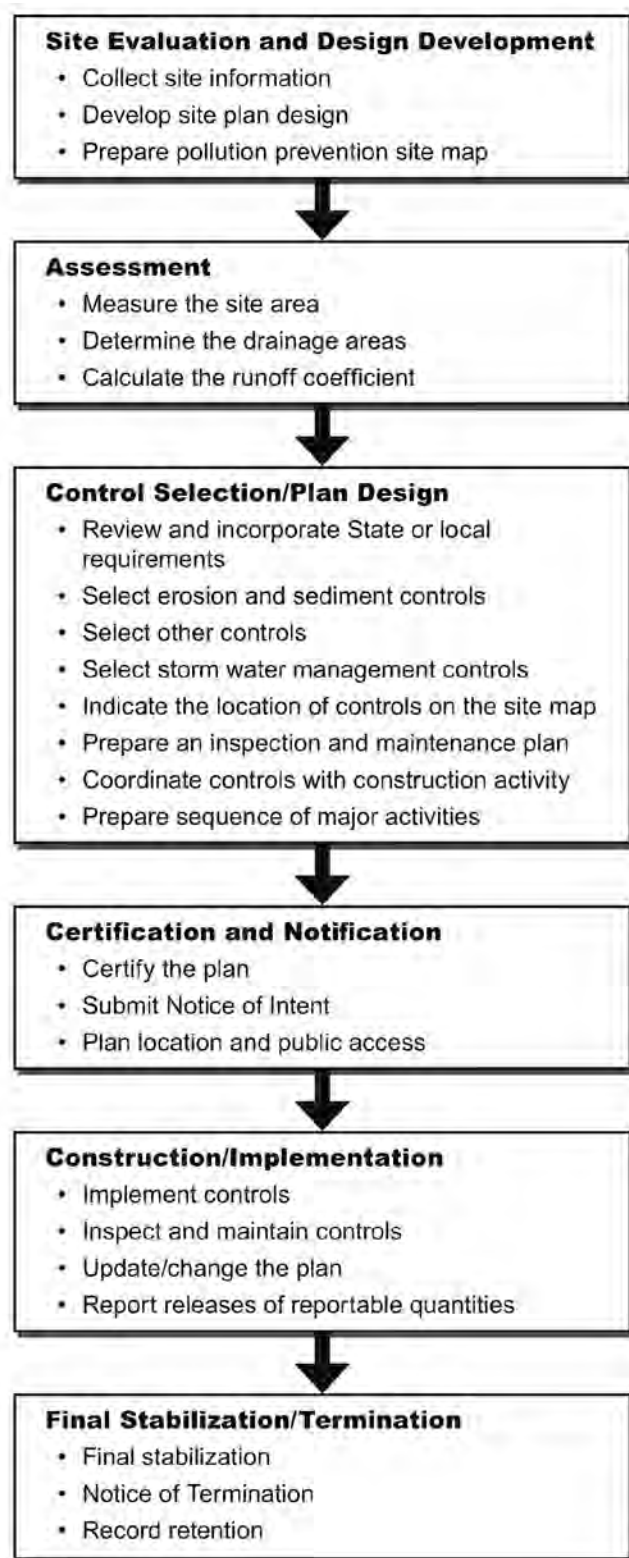 Site Evaluation and Design Development
• Collect site information
• Develop site plan design
• Prepare pollution prevention site map
Assessment
• Measure the site area
• Determine the drainage areas
• Calculate the runoff coefficient
Control Selection/Plan Design
• Review and incorporate State or local
requirements
• Select erosion and sediment controls
• Select other controls
• Select storm water management controls
• Indicate the location of controls on the site map
• Prepare an inspection and maintenance plan
• Coordinate controls with construction activity
• Prepare sequence of major activities
Certification and Notification
• Certify the plan
• Submit Notice of Intent
• Plan location and public access
Construction/Implementation
• Implement controls
• Inspect and maintain controls
• Update/change the plan
• Report releases of reportable quantities
Final Stabilization/Termination
• Final stabilization
• Notice of Termination
• Record retention